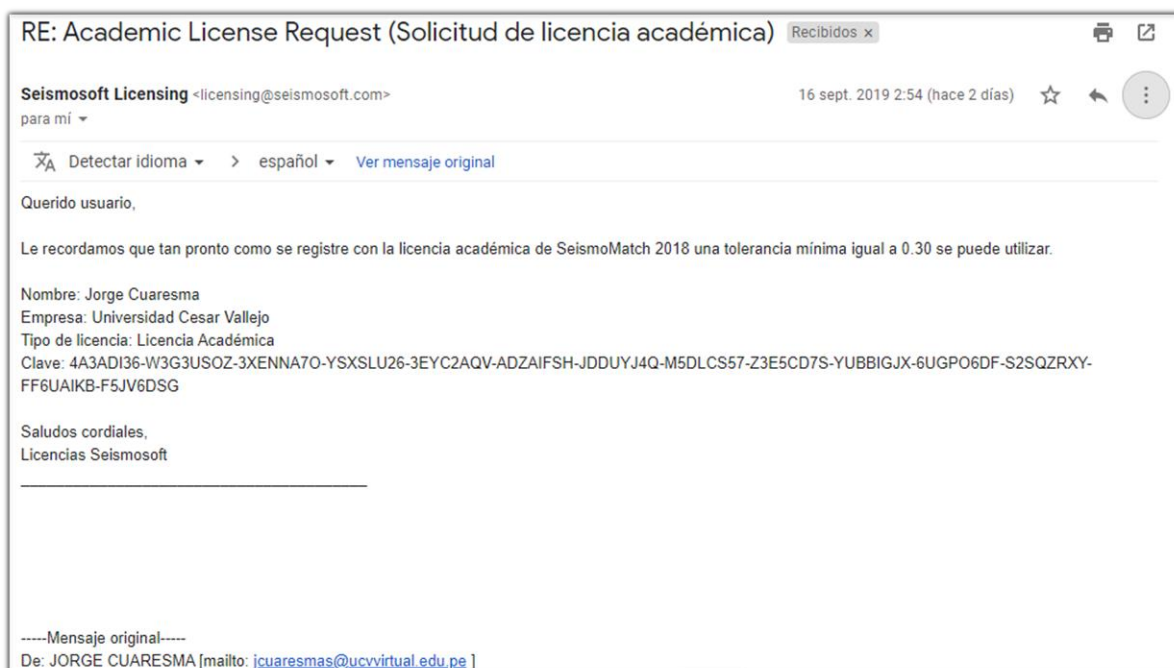 RE: Academic License Request (Solicitud de licencia académica) Recibidos x
Seismosoft Licensing <licensing@seismosoft.com> 16 sept. 2019 2:54 (hace 2 días)
para mí
Detectar idioma > español Ver mensaje original
Querido usuario,
Le recordamos que tan pronto como se registre con la licencia académica de SeismoMatch 2018 una tolerancia mínima igual a 0.30 se puede utilizar.
Nombre: Jorge Cuaresma
Empresa: Universidad Cesar Vallejo
Tipo de licencia: Licencia Académica
Clave: 4A3ADI36-W3G3USOZ-3XENNA7O-YSXSLU26-3EYC2AQV-ADZAIFSH-JDDUYJ4Q-M5DLCS57-Z3E5CD7S-YUBBIGJX-6UGPO6DF-S2SQZRXY-
FF6UAIKB-F5JV6DSG
Saludos cordiales,
Licencias Seismosoft
-----Mensaje original-----
De: JORGE CUARESMA [mailto: jcuaresmas@ucvvirtual.edu.pe ]